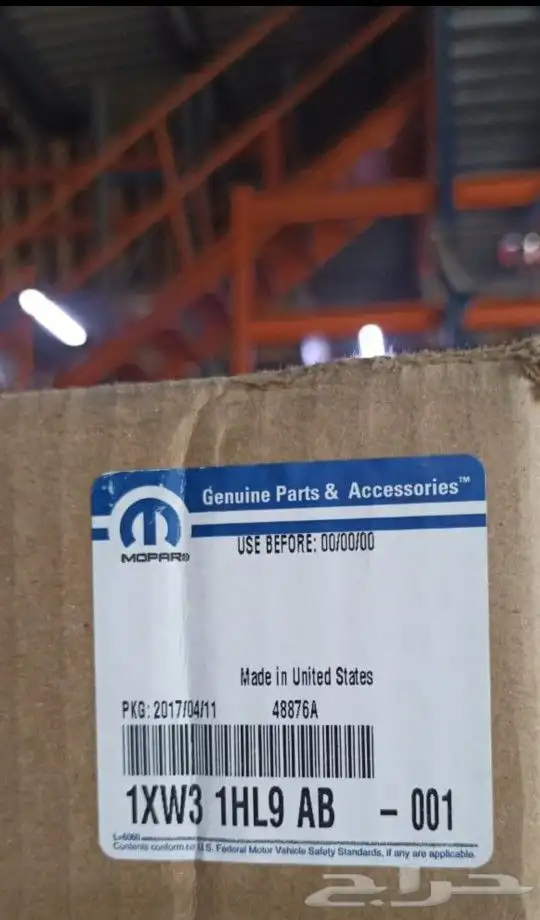 Genuine Parts & Accessories™
MOPAR®
USE BEFORE: 00/00/00
Made in United States
PKG: 2017/04/11 48876A
1XW3 1HL9 AB - 001
L-6066
Contents conform to U.S. Federal Motor Vehicle Safety Standards, if any are applicable.
حراج